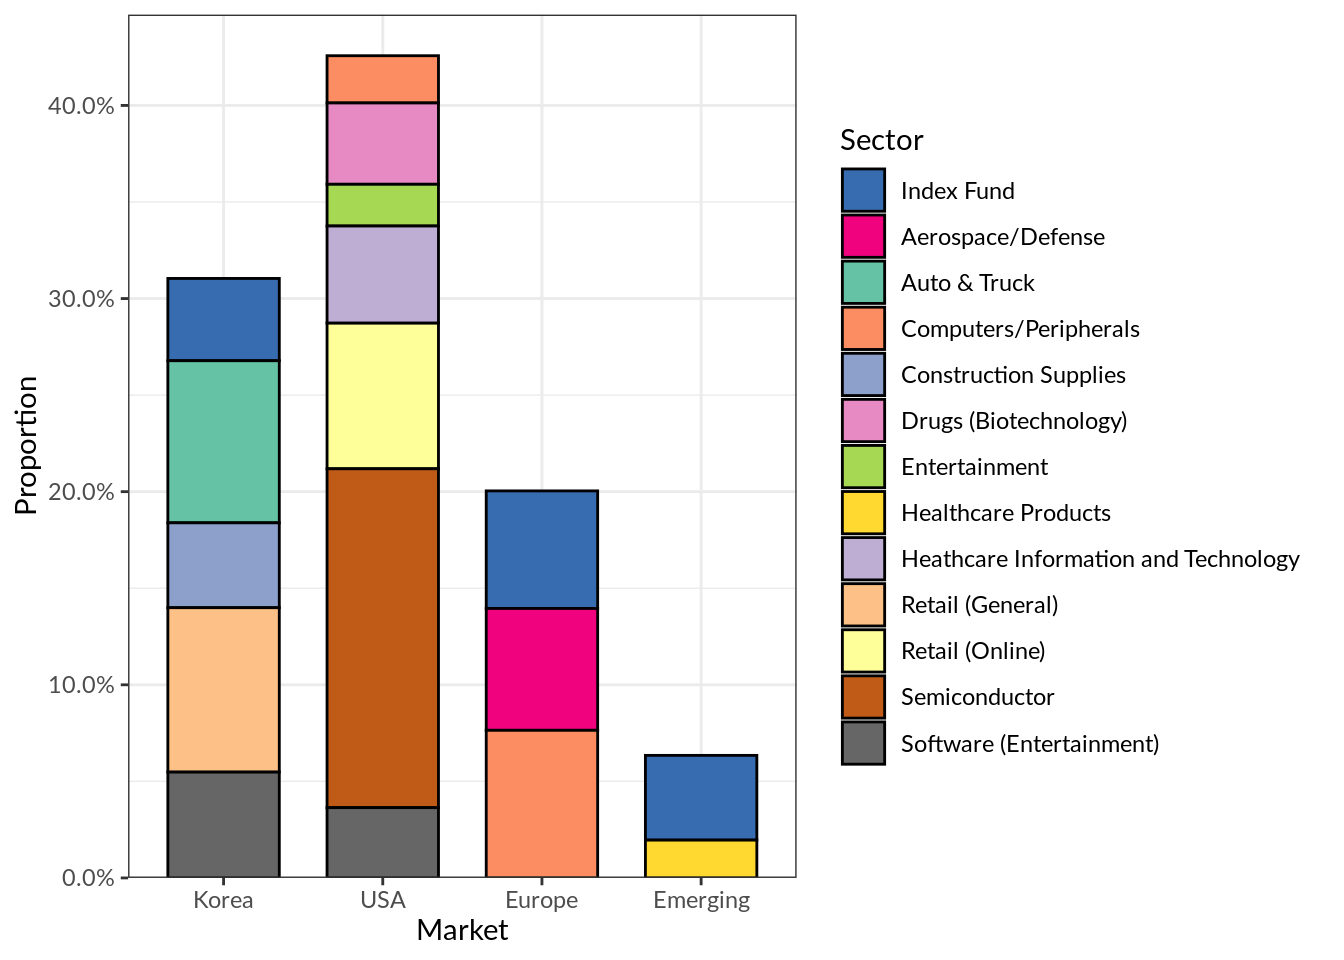 40.0%
30.0%
20.0%
10.0%
0.0%
Proportion
Korea
USA
Europe
Emerging
Market
Sector
Index Fund
Aerospace/Defense
Auto & Truck
Computers/Peripherals
Construction Supplies
Drugs (Biotechnology)
Entertainment
Healthcare Products
Heathcare Information and Technology
Retail (General)
Retail (Online)
Semiconductor
Software (Entertainment)